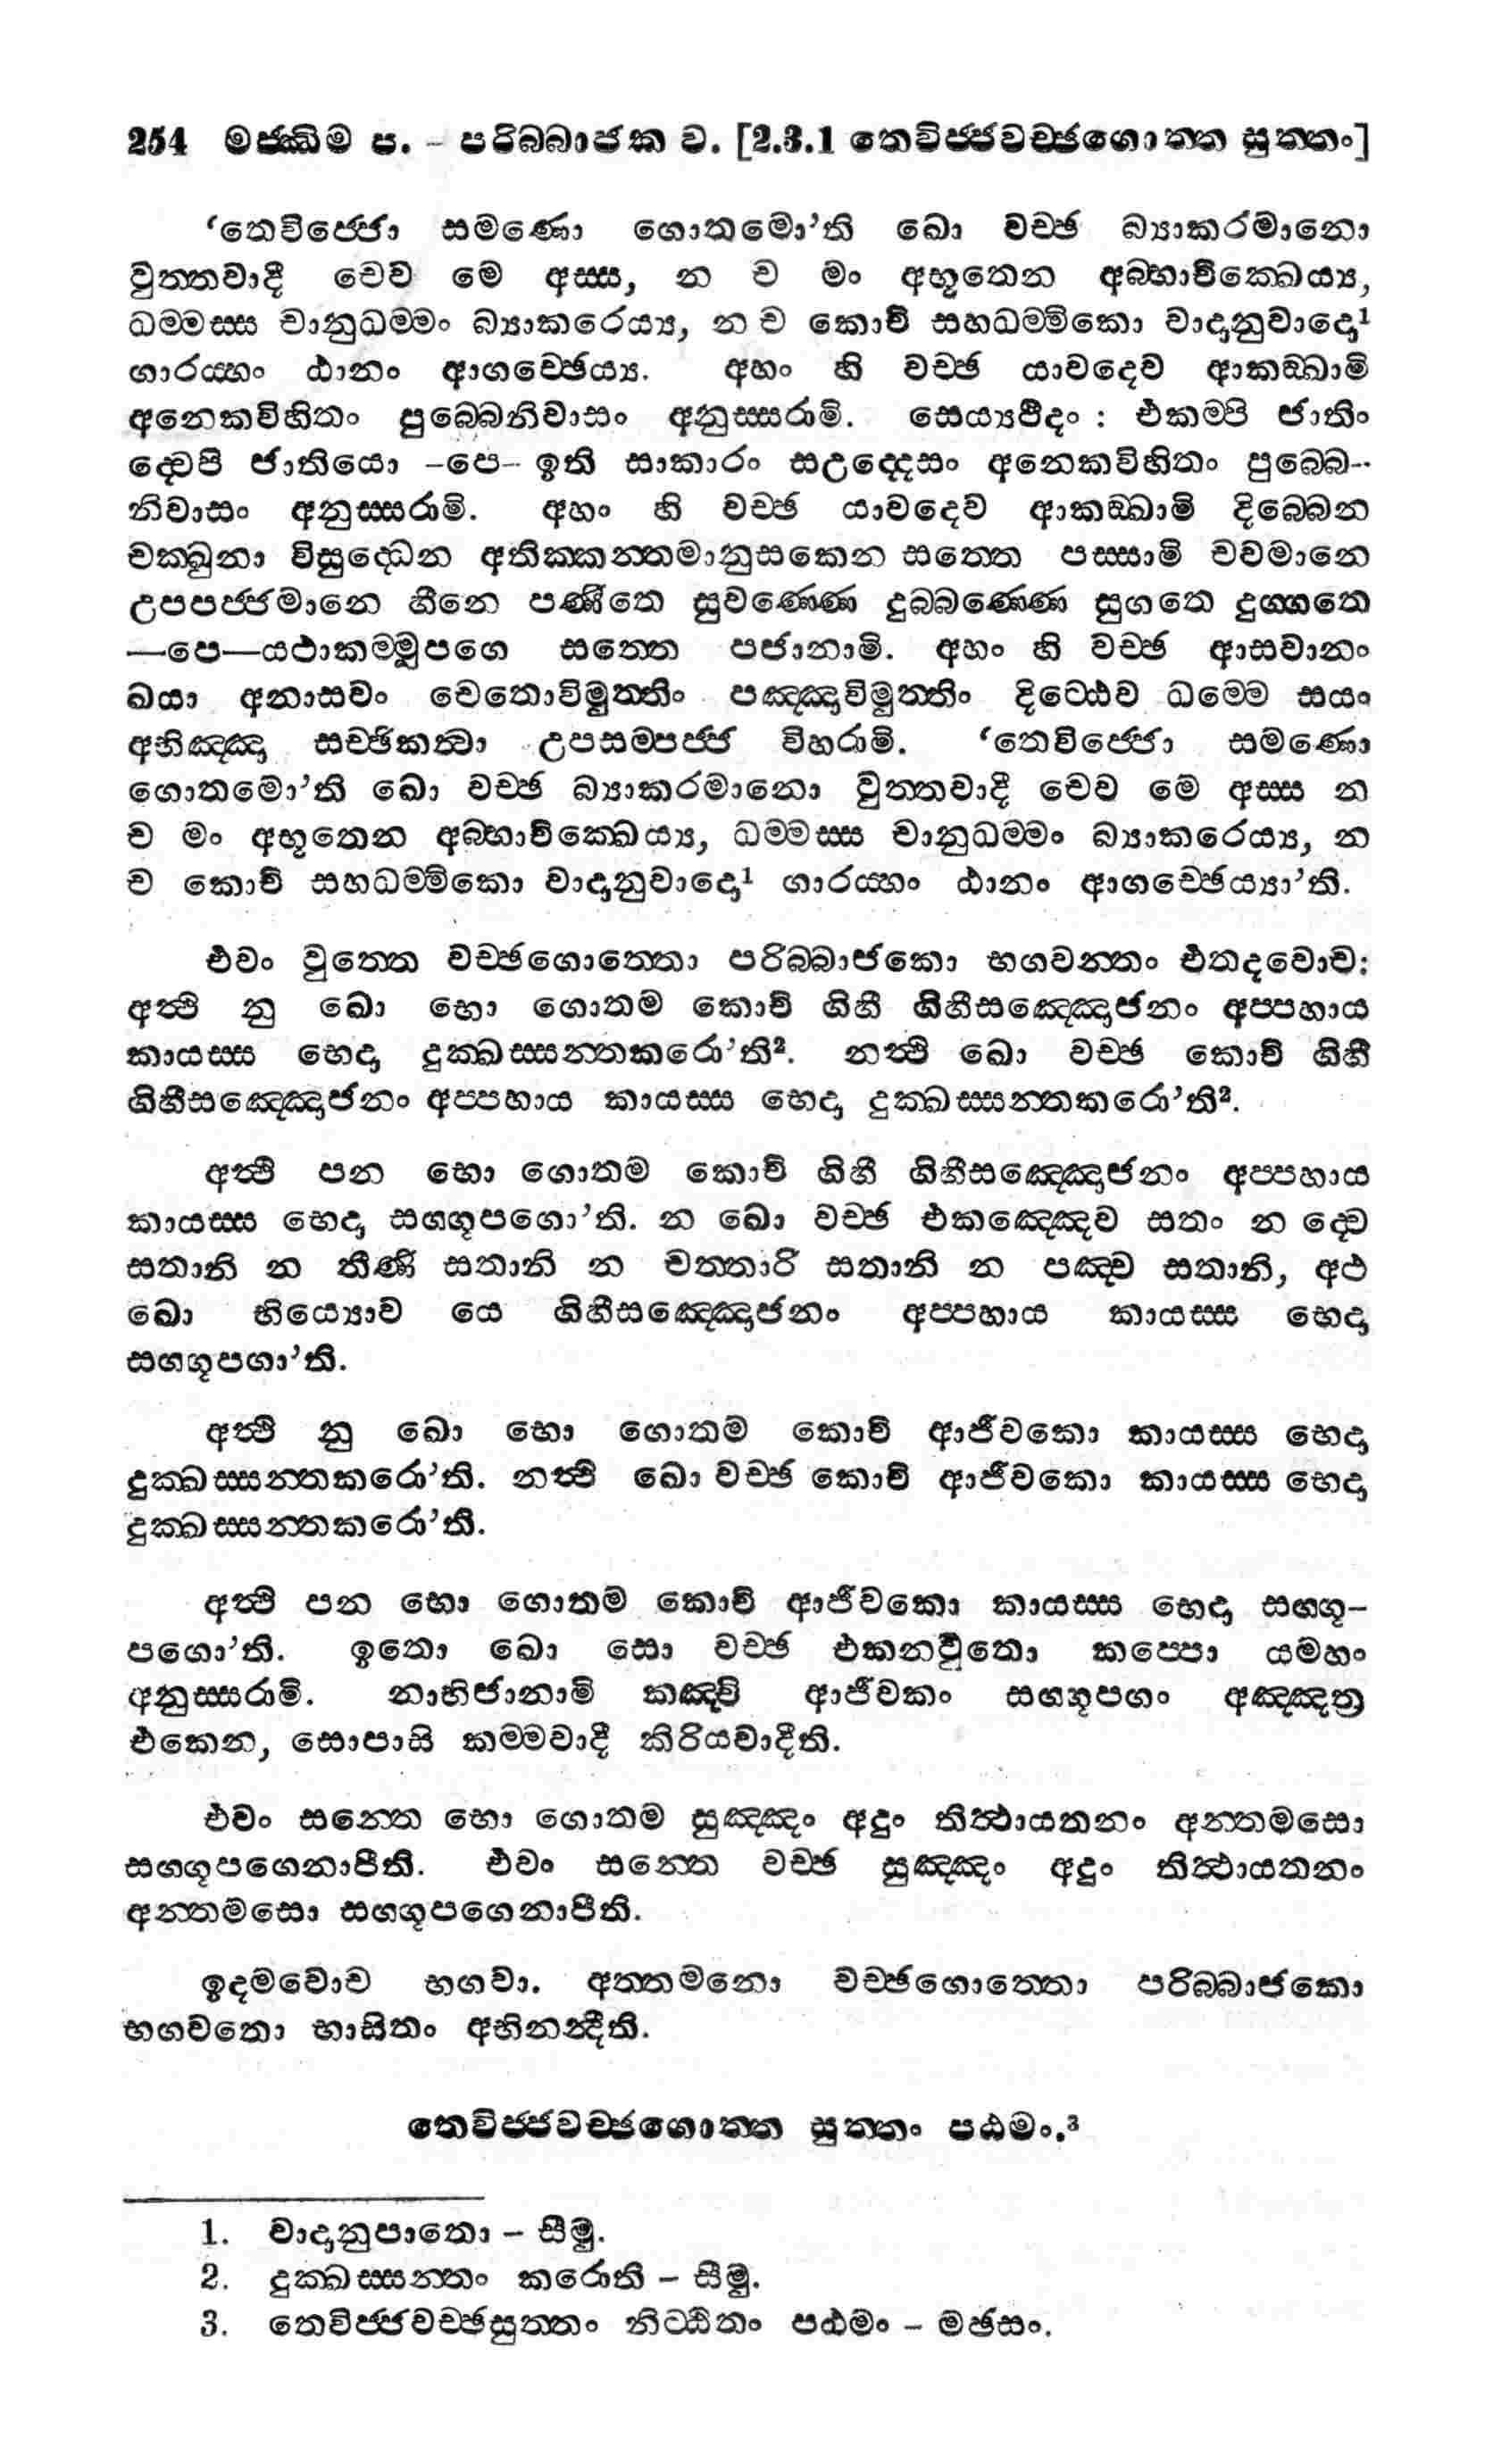 254 මජ්ඣිම ප. - පරිබ්බාජක ව. [2.3.1 තෙවිජ්ජවච්ඡගොත්ත සුත්තං]
‘තෙවිජ්ජො සමණො ගොතමො’ති ඛො වච්ඡ බ්‍යාකරමානො
වුත්තවාදී චෙව මෙ අස්ස, න ච මං අභූතෙන අබ්භාචික්ඛෙය්‍ය,
ධම්මස්ස චානුධම්මං බ්‍යාකරෙය්‍ය, න ච කොචි සහධම්මිකො වාදානුවාදො¹
ගාරය්හං ඨානං ආගච්ඡෙය්‍ය. අහං හි වච්ඡ යාවදෙව ආකඞ්ඛාමි
අනෙකවිහිතං පුබ්බෙනිවාසං අනුස්සරාමි. සෙය්‍යථීදං : එකම්පි ජාතිං
ද්වෙපි ජාතියො -පෙ- ඉති සාකාරං සඋද්දෙසං අනෙකවිහිතං පුබ්බෙ-
නිවාසං අනුස්සරාමි. අහං හි වච්ඡ යාවදෙව ආකඞ්ඛාමි දිබ්බෙන
චක්ඛුනා විසුද්ධෙන අතික්කන්තමානුසකෙන සත්තෙ පස්සාමි චවමානෙ
උපපජ්ජමානෙ හීනෙ පණීතෙ සුවණ්ණෙ දුබ්බණ්ණෙ සුගතෙ දුග්ගතෙ
—පෙ—යථාකම්මූපගෙ සත්තෙ පජානාමි. අහං හි වච්ඡ ආසවානං
ඛයා අනාසවං චෙතොවිමුත්තිං පඤ්ඤාවිමුත්තිං දිට්ඨෙව ධම්මෙ සයං
අභිඤ්ඤා සච්ඡිකත්වා උපසම්පජ්ජ විහරාමි. ‘තෙවිජ්ජො සමණො
ගොතමො’ති ඛො වච්ඡ බ්‍යාකරමානො වුත්තවාදී චෙව මෙ අස්ස න
ච මං අභූතෙන අබ්භාචික්ඛෙය්‍ය, ධම්මස්ස චානුධම්මං බ්‍යාකරෙය්‍ය, න
ච කොචි සහධම්මිකො වාදානුවාදො¹ ගාරය්හං ඨානං ආගච්ඡෙය්‍යා’ති.
එවං වුත්තෙ වච්ඡගොත්තො පරිබ්බාජකො භගවන්තං එතදවොච:
අත්ථි නු ඛො භො ගොතම කොචි ගිහී ගිහීසඤ්ඤොජනං අප්පහාය
කායස්ස භෙදා දුක්ඛස්සන්තකරො’ති². නත්ථි ඛො වච්ඡ කොචි ගිහී
ගිහීසඤ්ඤොජනං අප්පහාය කායස්ස භෙදා දුක්ඛස්සන්තකරො’ති².
අත්ථි පන භො ගොතම කොචි ගිහී ගිහීසඤ්ඤොජනං අප්පහාය
කායස්ස භෙදා සග්ගූපගො’ති. න ඛො වච්ඡ එකඤ්ඤෙව සතං න ද්වෙ
සතානි න තීණි සතානි න චත්තාරි සතානි න පඤ්ච සතානි, අථ
ඛො භිය්‍යොව යෙ ගිහීසඤ්ඤොජනං අප්පහාය කායස්ස භෙදා
සග්ගූපගා’ති.
අත්ථි නු ඛො භො ගොතම කොචි ආජීවකො කායස්ස භෙදා
දුක්ඛස්සන්තකරො’ති. නත්ථි ඛො වච්ඡ කොචි ආජීවකො කායස්ස භෙදා
දුක්ඛස්සන්තකරො’ති.
අත්ථි පන භො ගොතම කොචි ආජීවකො කායස්ස භෙදා සග්ගූ-
පගො’ති. ඉතො ඛො සො වච්ඡ එකනවුතො කප්පො යමහං
අනුස්සරාමි. නාභිජානාමි කඤ්චි ආජීවකං සග්ගූපගං අඤ්ඤත්‍ර
එකෙන, සොපාසි කම්මවාදී කිරියවාදීති.
එවං සන්තෙ භො ගොතම සුඤ්ඤං අදුං තිත්ථායතනං අන්තමසො
සග්ගූපගෙනාපීති. එවං සන්තෙ වච්ඡ සුඤ්ඤං අදුං තිත්ථායතනං
අන්තමසො සග්ගූපගෙනාපීති.
ඉදමවොච භගවා. අත්තමනො වච්ඡගොත්තො පරිබ්බාජකො
භගවතො භාසිතං අභිනන්දීති.
තෙවිජ්ජවච්ඡගොත්ත සුත්තං පඨමං.³
1. වාදානුපාතො - සීමු.
2. දුක්ඛස්සන්තං කරොති - සීමු.
3. තෙවිජ්ජවච්ඡසුත්තං නිට්ඨිතං පඨමං - මඡසං.